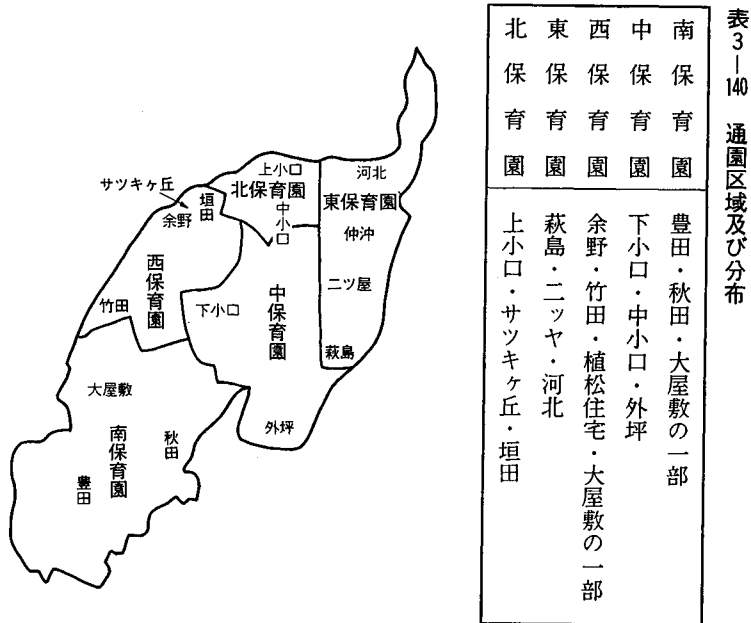 表3—140　通園区域及び分布
南保育園　豊田・秋田・大屋敷の一部
中保育園　下小口・中小口・外坪
西保育園　余野・竹田・植松住宅・大屋敷の一部
東保育園　萩島・二ッヤ・河北
北保育園　上小口・サツキヶ丘・垣田
河北
東保育園
仲沖
二ツ屋
萩島
上小口
北保育園
中小口
サツキヶ丘
垣田
余野
西保育園
竹田
下小口
中保育園
外坪
大屋敷
南保育園
秋田
豊田